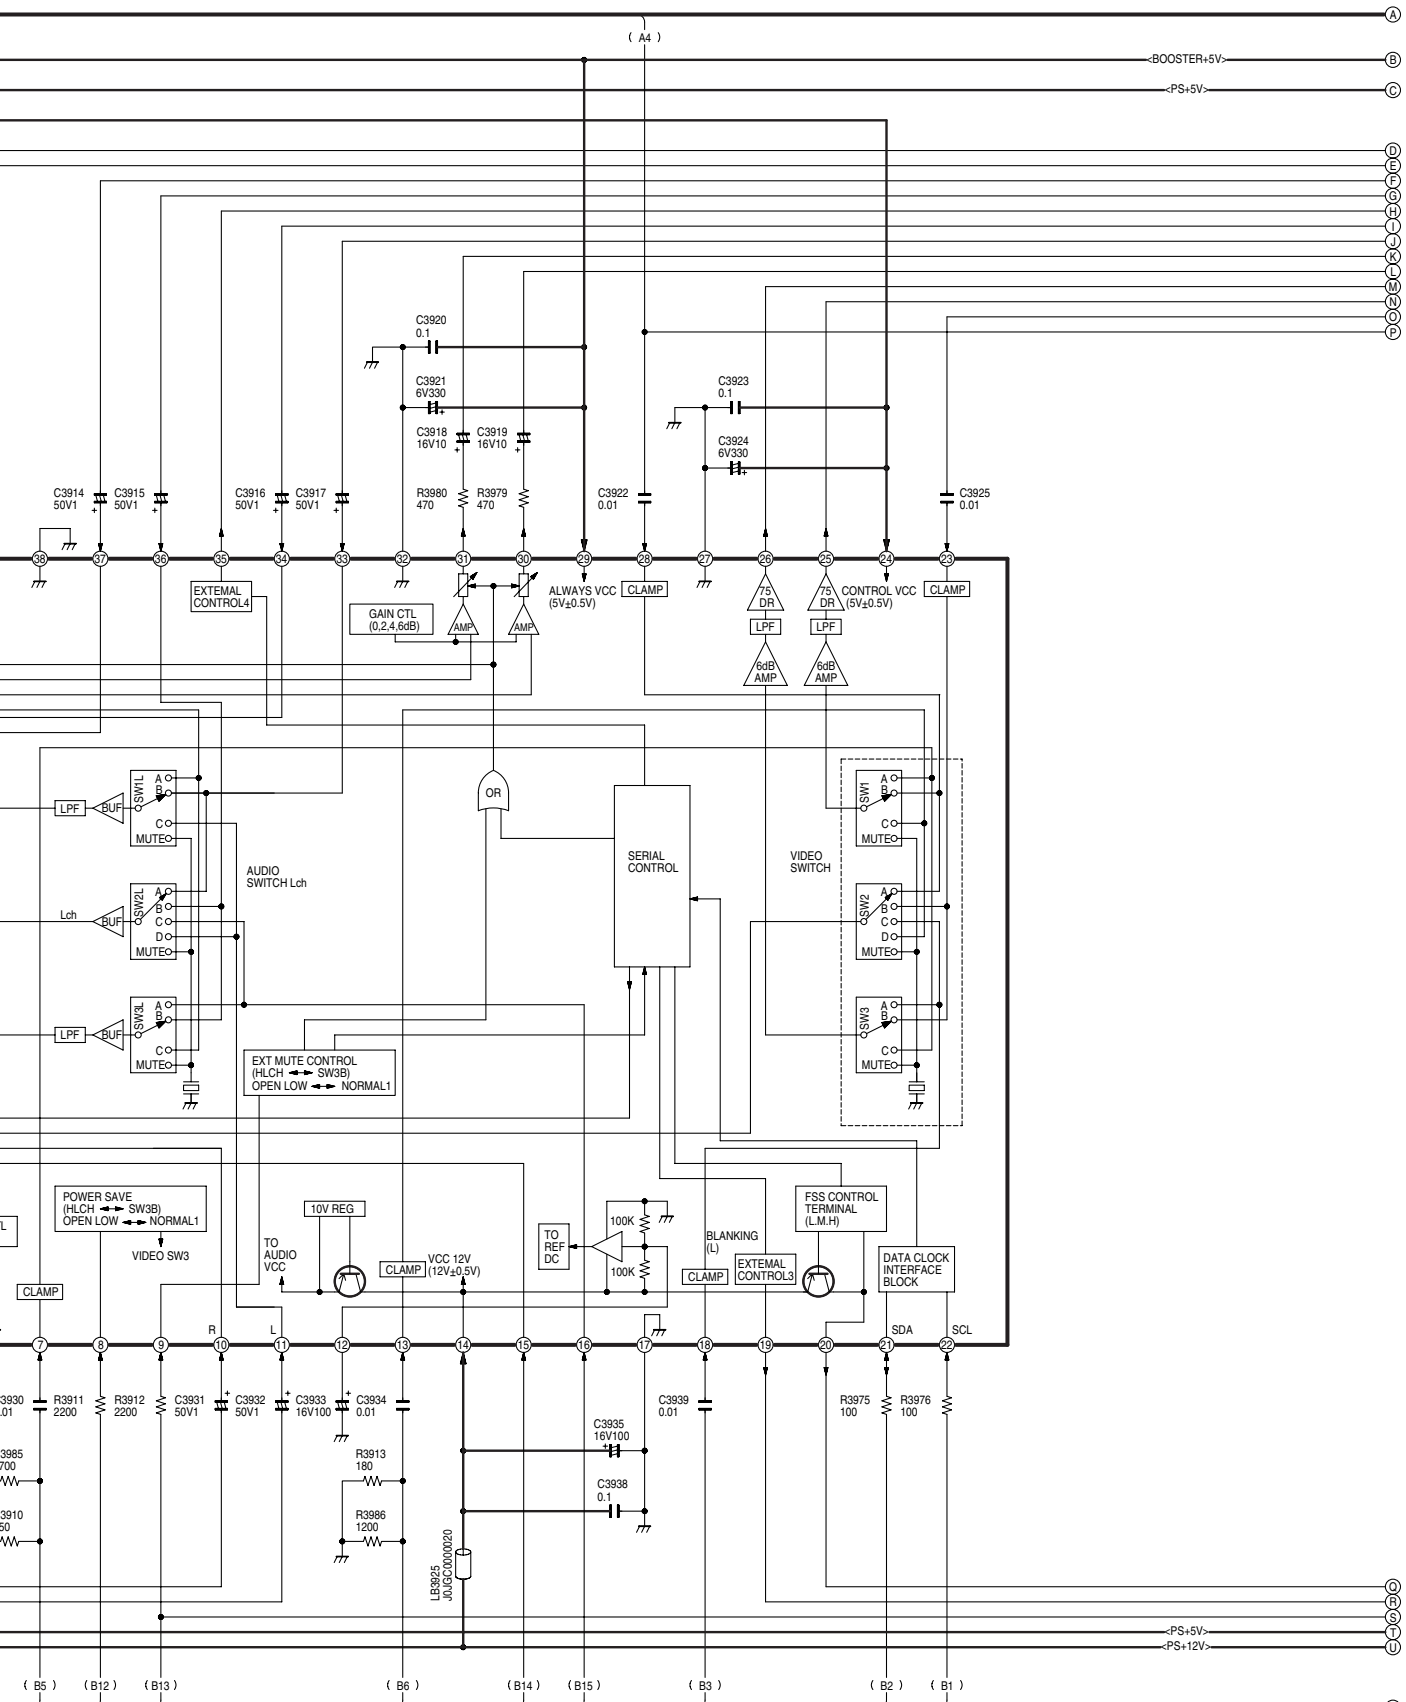 A
( A4 )
<BOOSTER+5V>
B
<PS+5V>
C
D
E
F
G
H
I
J
K
L
M
N
O
P
C3920
0.1
C3921
6V330
C3923
0.1
C3918
16V10
C3919
16V10
C3924
6V330
C3914
50V1
C3915
50V1
C3916
50V1
C3917
50V1
R3980
470
R3979
470
C3922
0.01
C3925
0.01
+ + + + + + + +
38 37 36 35 34 33 32 31 30 29 28 27 26 25 24 23
EXTEMAL
CONTROL4
GAIN CTL
(0,2,4,6dB)
AMP
AMP
ALWAYS VCC
(5V±0.5V)
CLAMP
75
DR
75
DR
CONTROL VCC
(5V±0.5V)
CLAMP
LPF
LPF
6dB
AMP
6dB
AMP
LPF
BUF
SW1L
A
B
C
MUTE
OR
SERIAL
CONTROL
VIDEO
SWITCH
SW1
A
B
C
MUTE
AUDIO
SWITCH Lch
Lch
BUF
SW2L
A
B
C
D
MUTE
SW2
A
B
C
D
MUTE
LPF
BUF
SW3L
A
B
C
MUTE
SW3
A
B
C
MUTE
EXT MUTE CONTROL
(HLCH SW3B)
OPEN LOW NORMAL1
POWER SAVE
(HLCH SW3B)
OPEN LOW NORMAL1
VIDEO SW3
L
10V REG
TO
AUDIO
VCC
CLAMP
VCC 12V
(12V±0.5V)
TO
REF
DC
100K
100K
BLANKING
(L)
CLAMP
EXTEMAL
CONTROL3
FSS CONTROL
TERMINAL
(L.M.H)
DATA CLOCK
INTERFACE
BLOCK
CLAMP
R
L
SDA
SCL
7 8 9 10 11 12 13 14 15 16 17 18 19 20 21 22
3930
.01
R3911
2200
R3912
2200
C3931
50V1
C3932
50V1
C3933
16V100
C3934
0.01
C3939
0.01
R3975
100
R3976
100
C3935
16V100
3985
700
R3913
180
C3938
0.1
3910
50
R3986
1200
LB3925
J0JGC0000020
Q
R
S
<PS+5V>
T
<PS+12V>
U
( B5 )
( B12 )
( B13 )
( B6 )
( B14 )
( B15 )
( B3 )
( B2 )
( B1 )